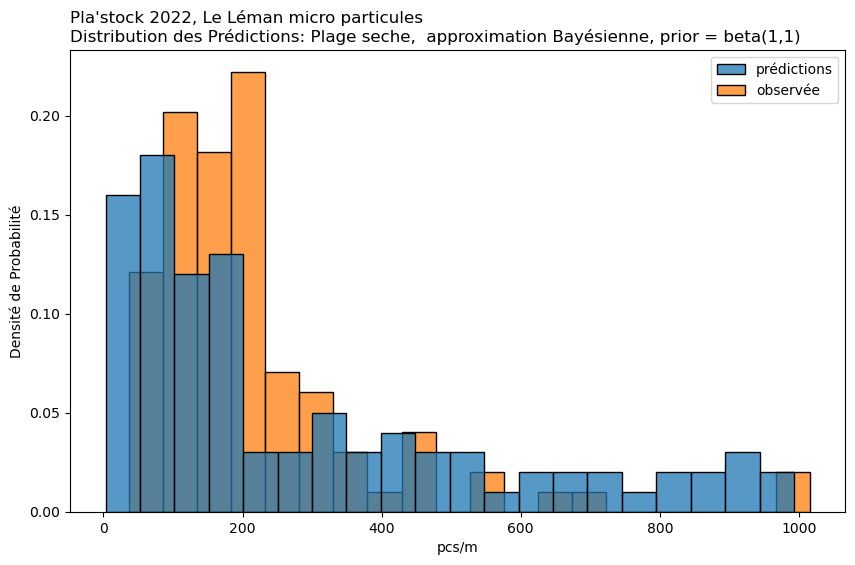 Pla'stock 2022, Le Léman micro particules
Distribution des Prédictions: Plage seche,  approximation Bayésienne, prior = beta(1,1)
prédictions
observée
Densité de Probabilité
0.20
0.15
0.10
0.05
0.00
0
200
400
600
800
1000
pcs/m